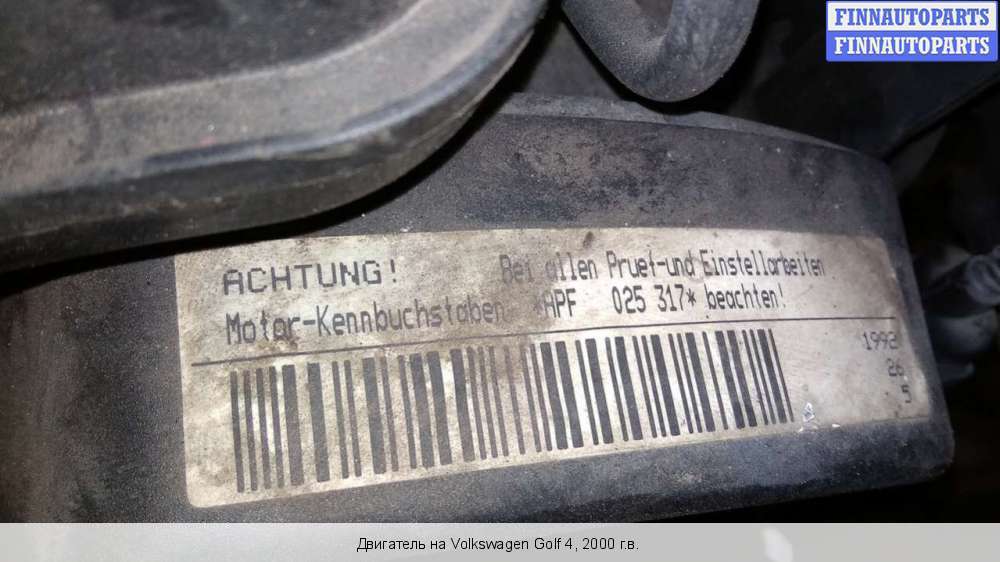 FINNAUTOPARTS
FINNAUTOPARTS
ACHTUNG! Bei allen Pruef-und Einstellarbeiten
Motor-Kennbuchstaben *APF 025 317* beachten!
1992
26
5
Двигатель на Volkswagen Golf 4, 2000 г.в.